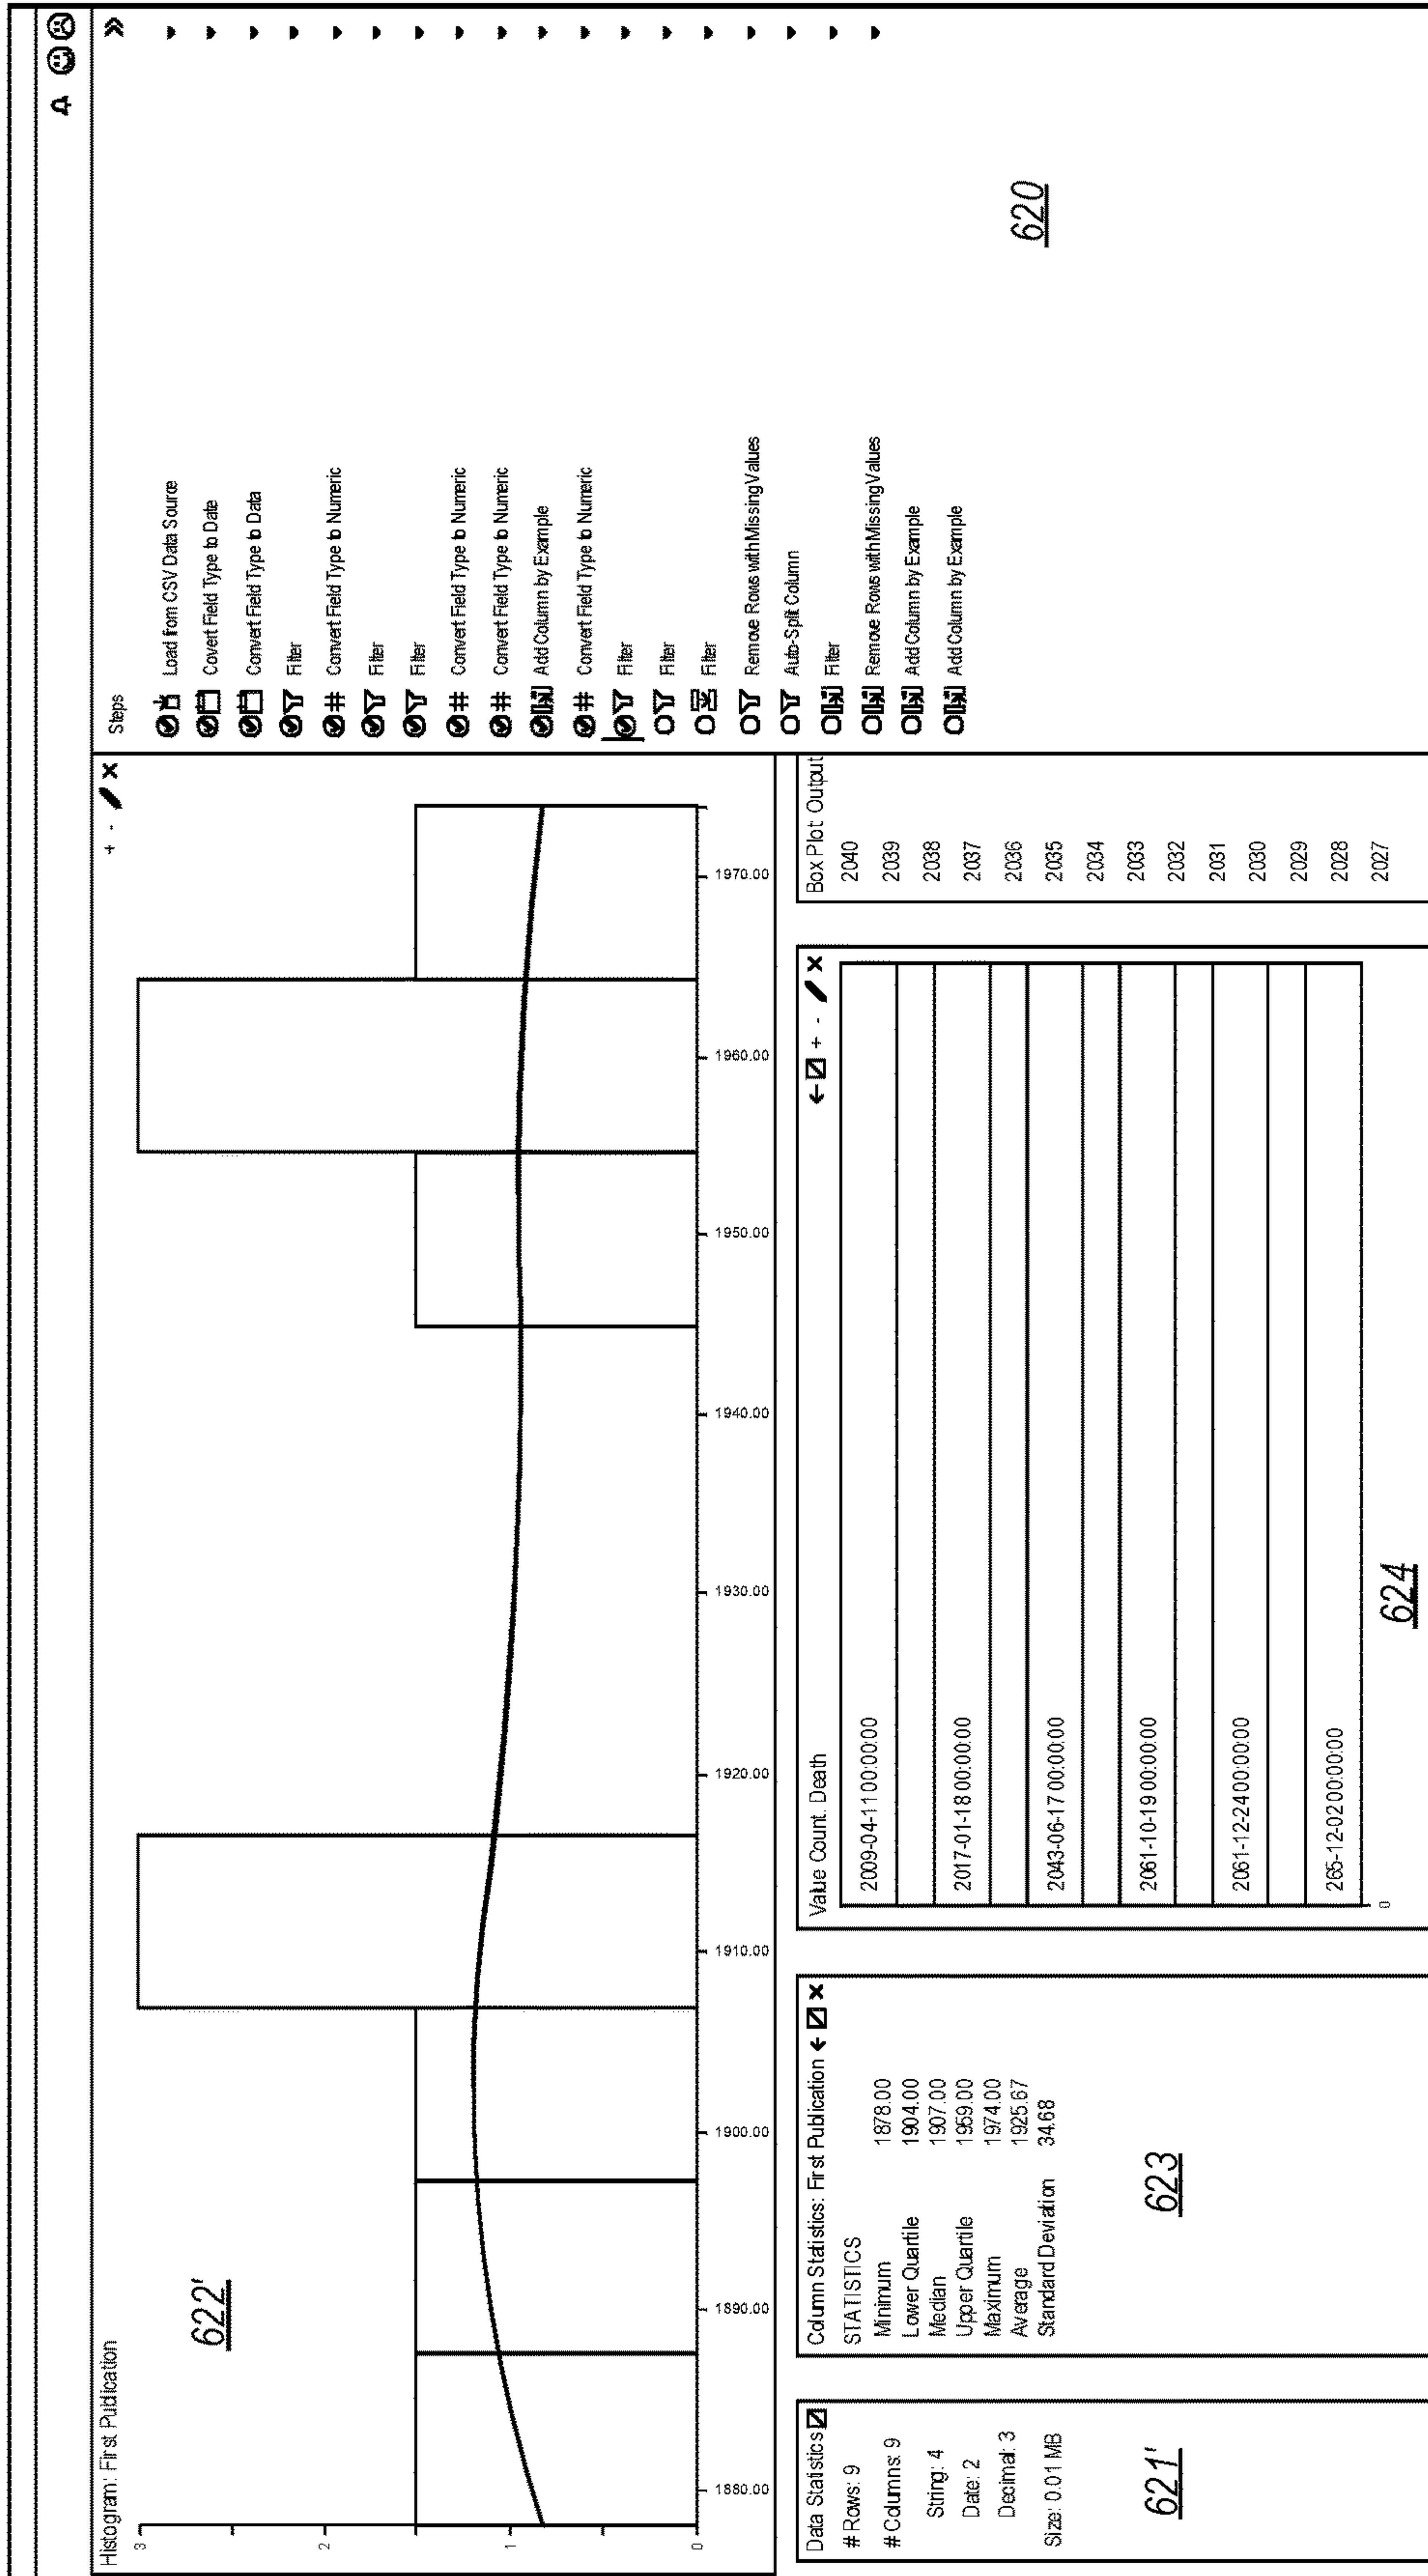 Histogram: First Publication
+ - x
622'
3
2
1
0
1880.00
1890.00
1900.00
1910.00
1920.00
1930.00
1940.00
1950.00
1960.00
1970.00
Steps
»
Load from CSV Data Source
Covert Field Type to Date
Convert Field Type to Data
Filter
Convert Field Type to Numeric
Filter
Filter
Convert Field Type to Numeric
Convert Field Type to Numeric
Add Column by Example
Convert Field Type to Numeric
Filter
Filter
Filter
Remove Rows with Missing Values
Auto-Split Column
Filter
Remove Rows with Missing Values
Add Column by Example
Add Column by Example
620
Data Statistics
# Rows: 9
# Columns: 9
String: 4
Date: 2
Decimal: 3
Size: 0.01 MB
621'
Column Statistics: First Publication
STATISTICS
Minimum 1878.00
Lower Quartile 1904.00
Median 1907.00
Upper Quartile 1959.00
Maximum 1974.00
Average 1925.67
Standard Deviation 34.68
623
Value Count. Death
+ - x
2009-04-11 00:00:00
2017-01-18 00:00:00
2043-06-17 00:00:00
2061-10-19 00:00:00
2061-12-24 00:00:00
265-12-02 00:00:00
0
624
Box Plot Output
2040
2039
2038
2037
2036
2035
2034
2033
2032
2031
2030
2029
2028
2027